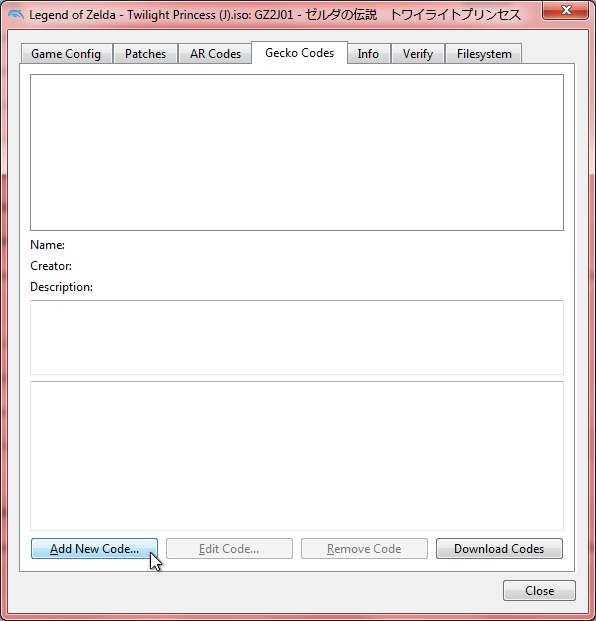 Legend of Zelda - Twilight Princess (J).iso: GZ2J01 - ゼルダの伝説　トワイライトプリンセス
Game Config Patches AR Codes Gecko Codes Info Verify Filesystem
Name:
Creator:
Description:
Add New Code... Edit Code... Remove Code Download Codes
Close